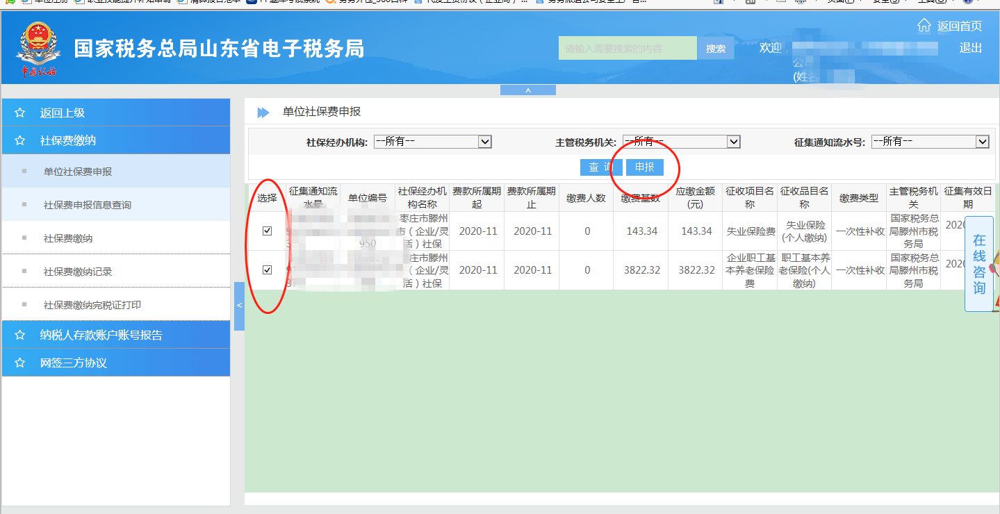 国家税务总局山东省电子税务局
中国税务
请输入需要搜索的内容
搜索
返回首页
欢迎
退出
公司
(姓名
^
返回上级
社保费缴纳
单位社保费申报
社保费申报信息查询
社保费缴纳
社保费缴纳记录
社保费缴纳完税证打印
纳税人存款账户账号报告
网签三方协议
<
单位社保费申报
社保经办机构: --所有-- 主管税务机关: --所有-- 征集通知流水号: --所有--
查 询 申报
选择 征集通知流水号 单位编号 社保经办机构名称 费款所属期起 费款所属期止 缴费人数 缴费基数 应缴金额(元) 征收项目名称 征收品目名称 缴费类型 主管税务机关 征集有效日期
950 枣庄市滕州市（企业/灵活）社保 2020-11 2020-11 0 143.34 143.34 失业保险费 失业保险(个人缴纳) 一次性补收 国家税务总局滕州市税务局 2020
枣庄市滕州（企业/灵活）社保 2020-11 2020-11 0 3822.32 3822.32 企业职工基本养老保险费 职工基本养老保险(个人缴纳) 一次性补收 国家税务总局滕州市税务局 2020
在线咨询